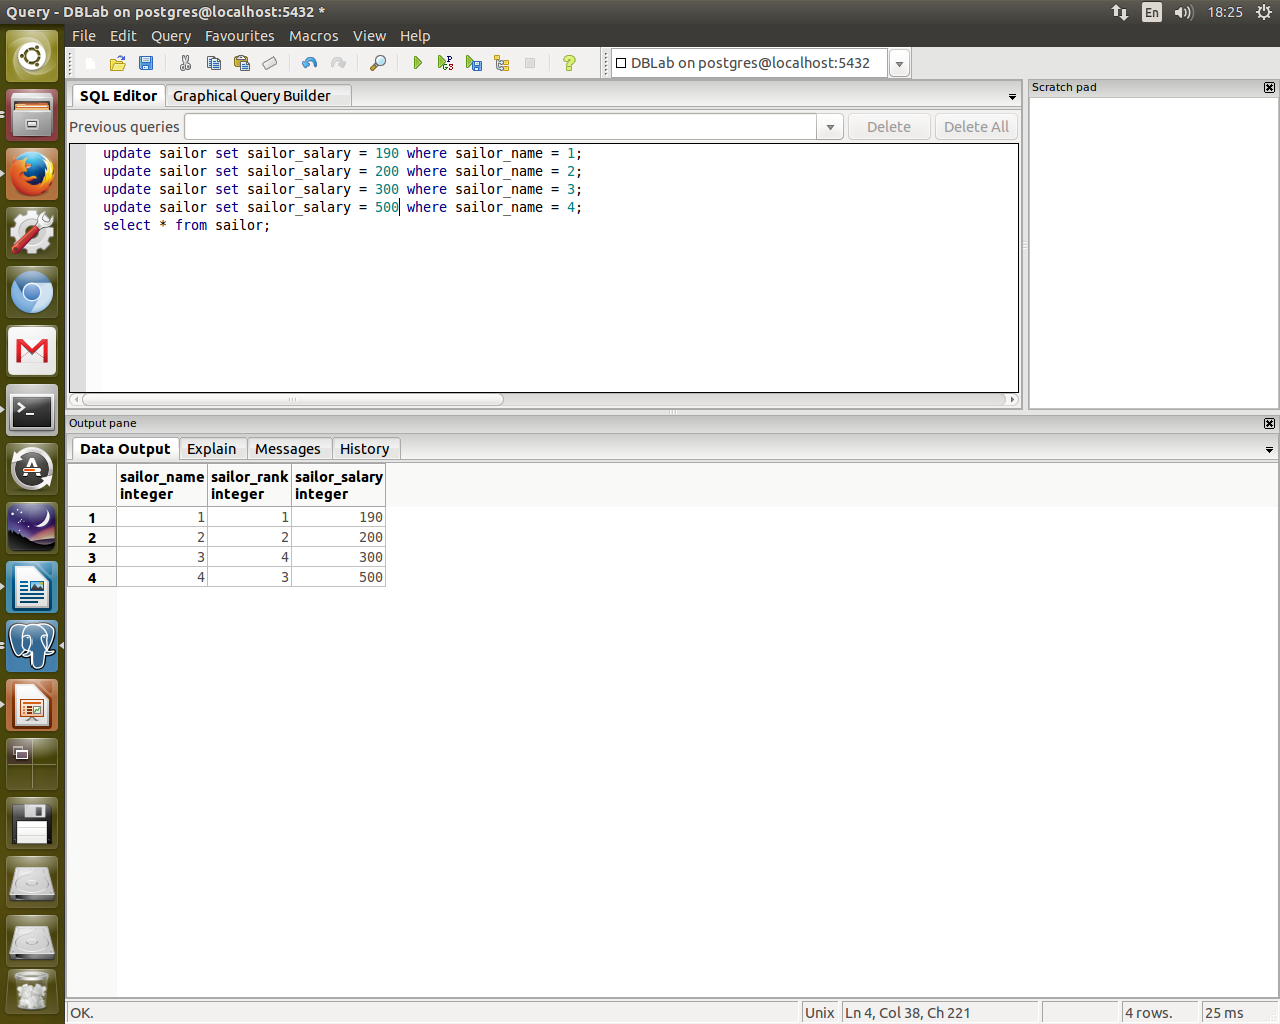 Query - DBLab on postgres@localhost:5432 *
En
18:25
File Edit Query Favourites Macros View Help
DBLab on postgres@localhost:5432
SQL Editor Graphical Query Builder
Scratch pad
Previous queries Delete Delete All
update sailor set sailor_salary = 190 where sailor_name = 1;
update sailor set sailor_salary = 200 where sailor_name = 2;
update sailor set sailor_salary = 300 where sailor_name = 3;
update sailor set sailor_salary = 500 where sailor_name = 4;
select * from sailor;
Output pane
Data Output Explain Messages History
sailor_name sailor_rank sailor_salary
integer integer integer
1 1 1 190
2 2 2 200
3 3 4 300
4 4 3 500
OK. Unix Ln 4, Col 38, Ch 221 4 rows. 25 ms